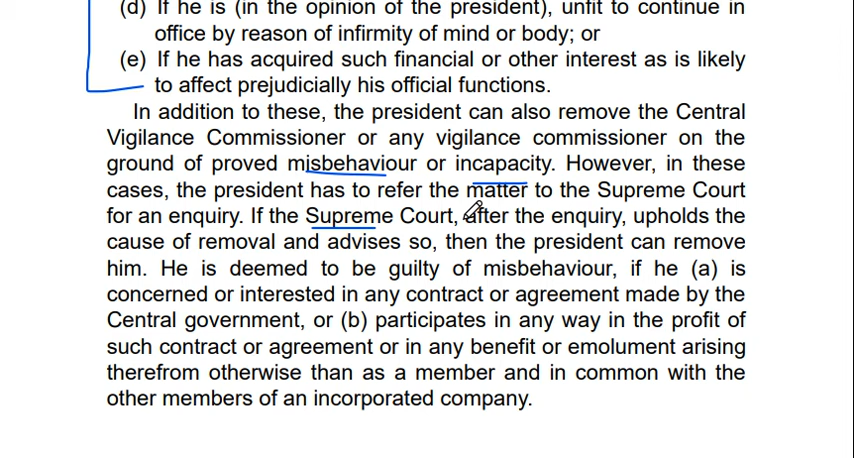 (d) If he is (in the opinion of the president), unfit to continue in
office by reason of infirmity of mind or body; or
(e) If he has acquired such financial or other interest as is likely
to affect prejudicially his official functions.
In addition to these, the president can also remove the Central
Vigilance Commissioner or any vigilance commissioner on the
ground of proved misbehaviour or incapacity. However, in these
cases, the president has to refer the matter to the Supreme Court
for an enquiry. If the Supreme Court, after the enquiry, upholds the
cause of removal and advises so, then the president can remove
him. He is deemed to be guilty of misbehaviour, if he (a) is
concerned or interested in any contract or agreement made by the
Central government, or (b) participates in any way in the profit of
such contract or agreement or in any benefit or emolument arising
therefrom otherwise than as a member and in common with the
other members of an incorporated company.